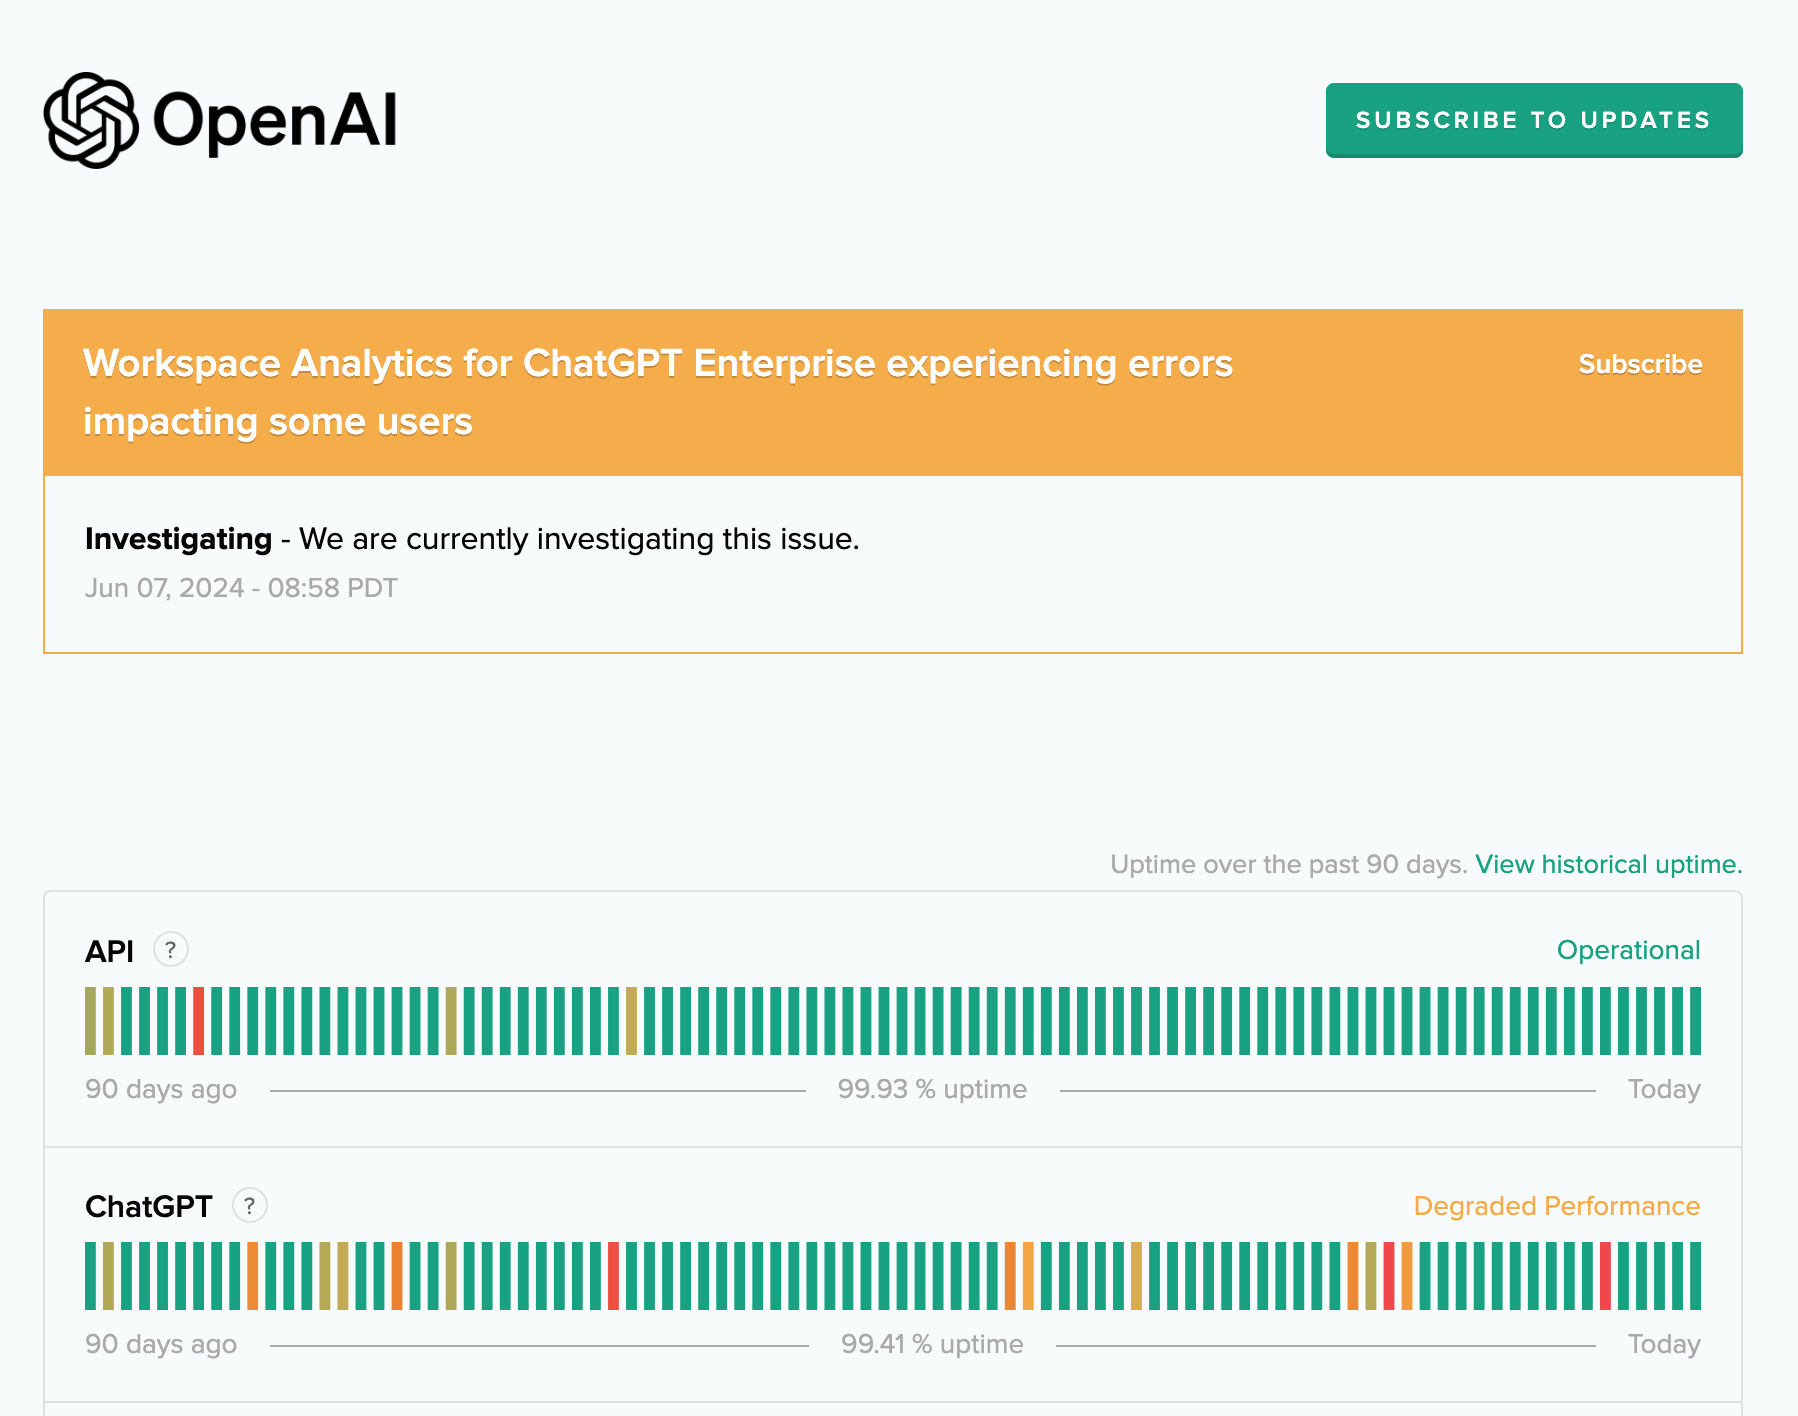 OpenAI
SUBSCRIBE TO UPDATES
Workspace Analytics for ChatGPT Enterprise experiencing errors
impacting some users
Subscribe
Investigating - We are currently investigating this issue.
Jun 07, 2024 - 08:58 PDT
Uptime over the past 90 days. View historical uptime.
API ? Operational
90 days ago 99.93 % uptime Today
ChatGPT ? Degraded Performance
90 days ago 99.41 % uptime Today